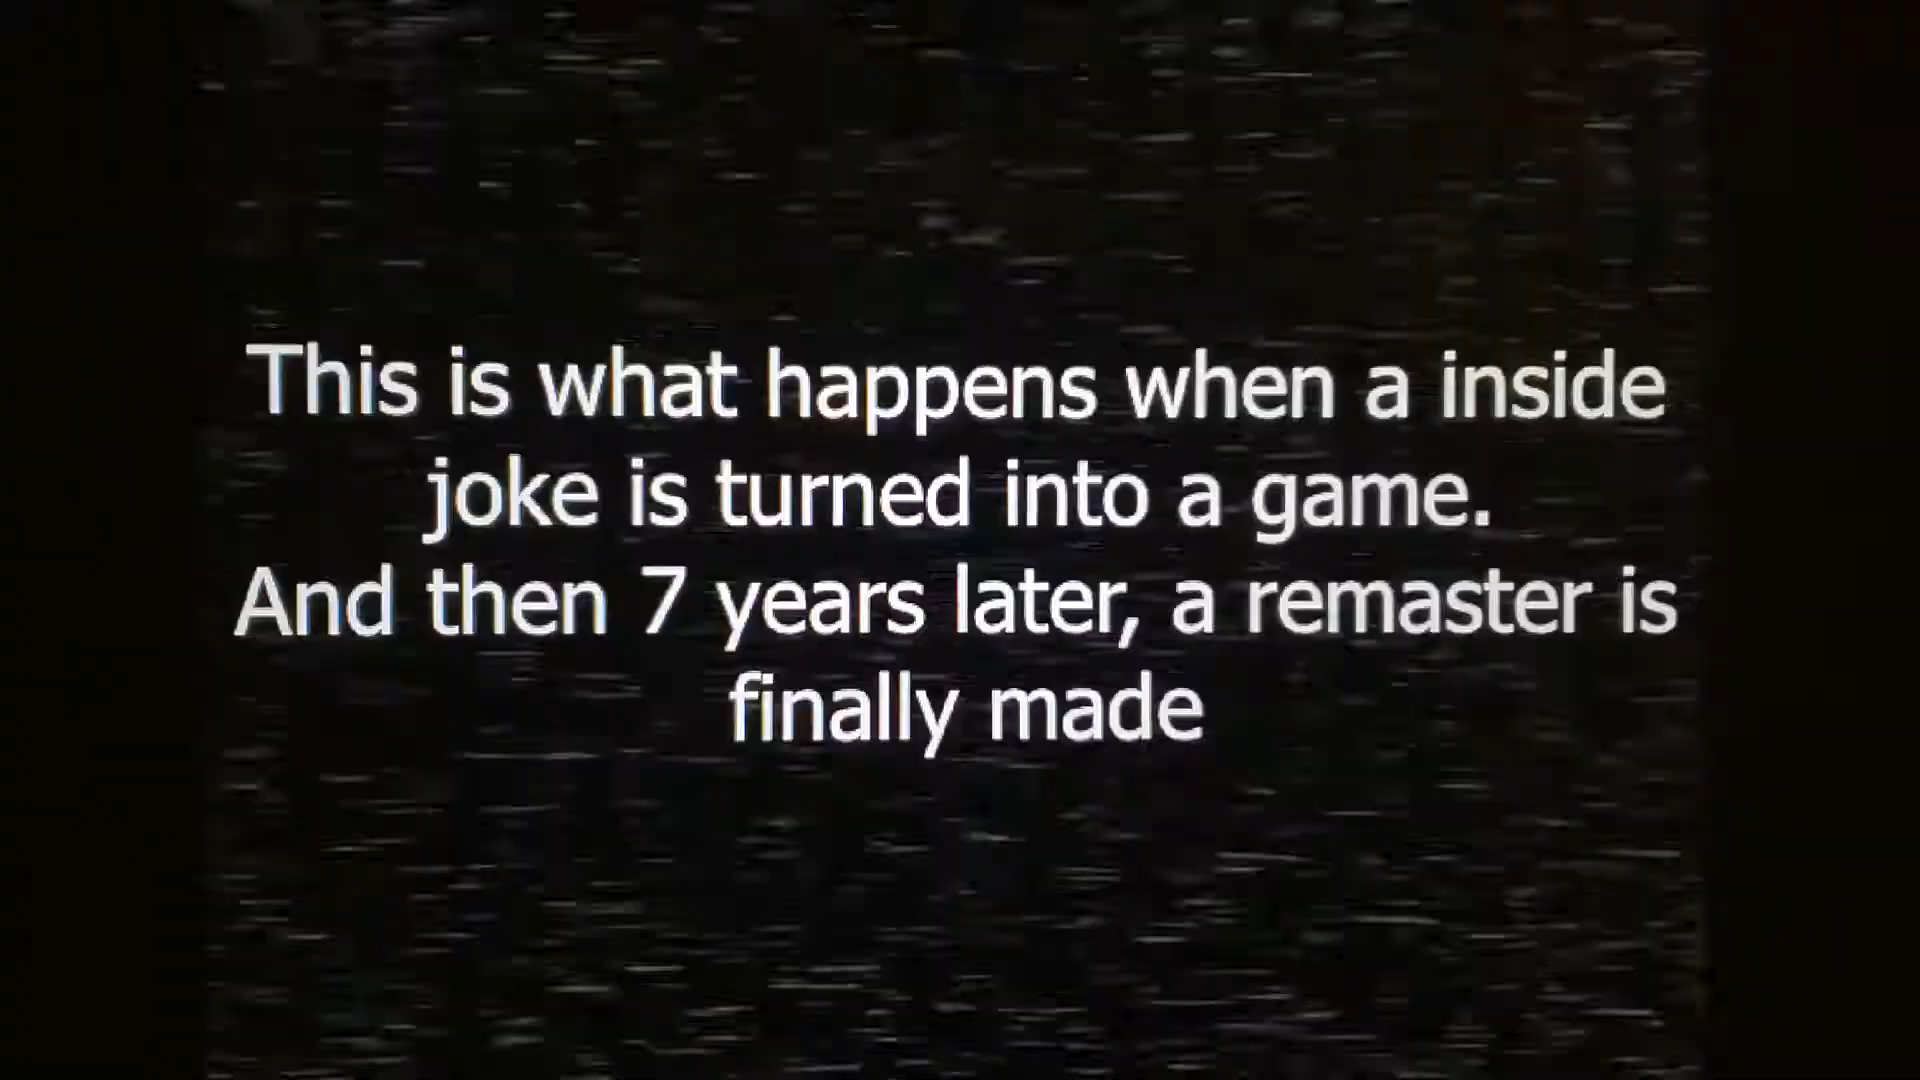 This is what happens when a inside
joke is turned into a game.
And then 7 years later, a remaster is
finally made